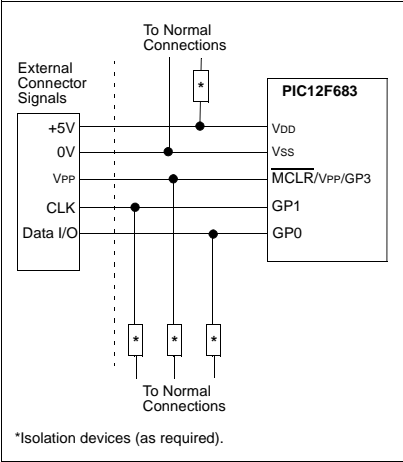 To Normal
Connections
External
Connector
Signals
*
PIC12F683
+5V
VDD
0V
VSS
VPP
MCLR/VPP/GP3
CLK
GP1
Data I/O
GP0
*
*
*
To Normal
Connections
*Isolation devices (as required).